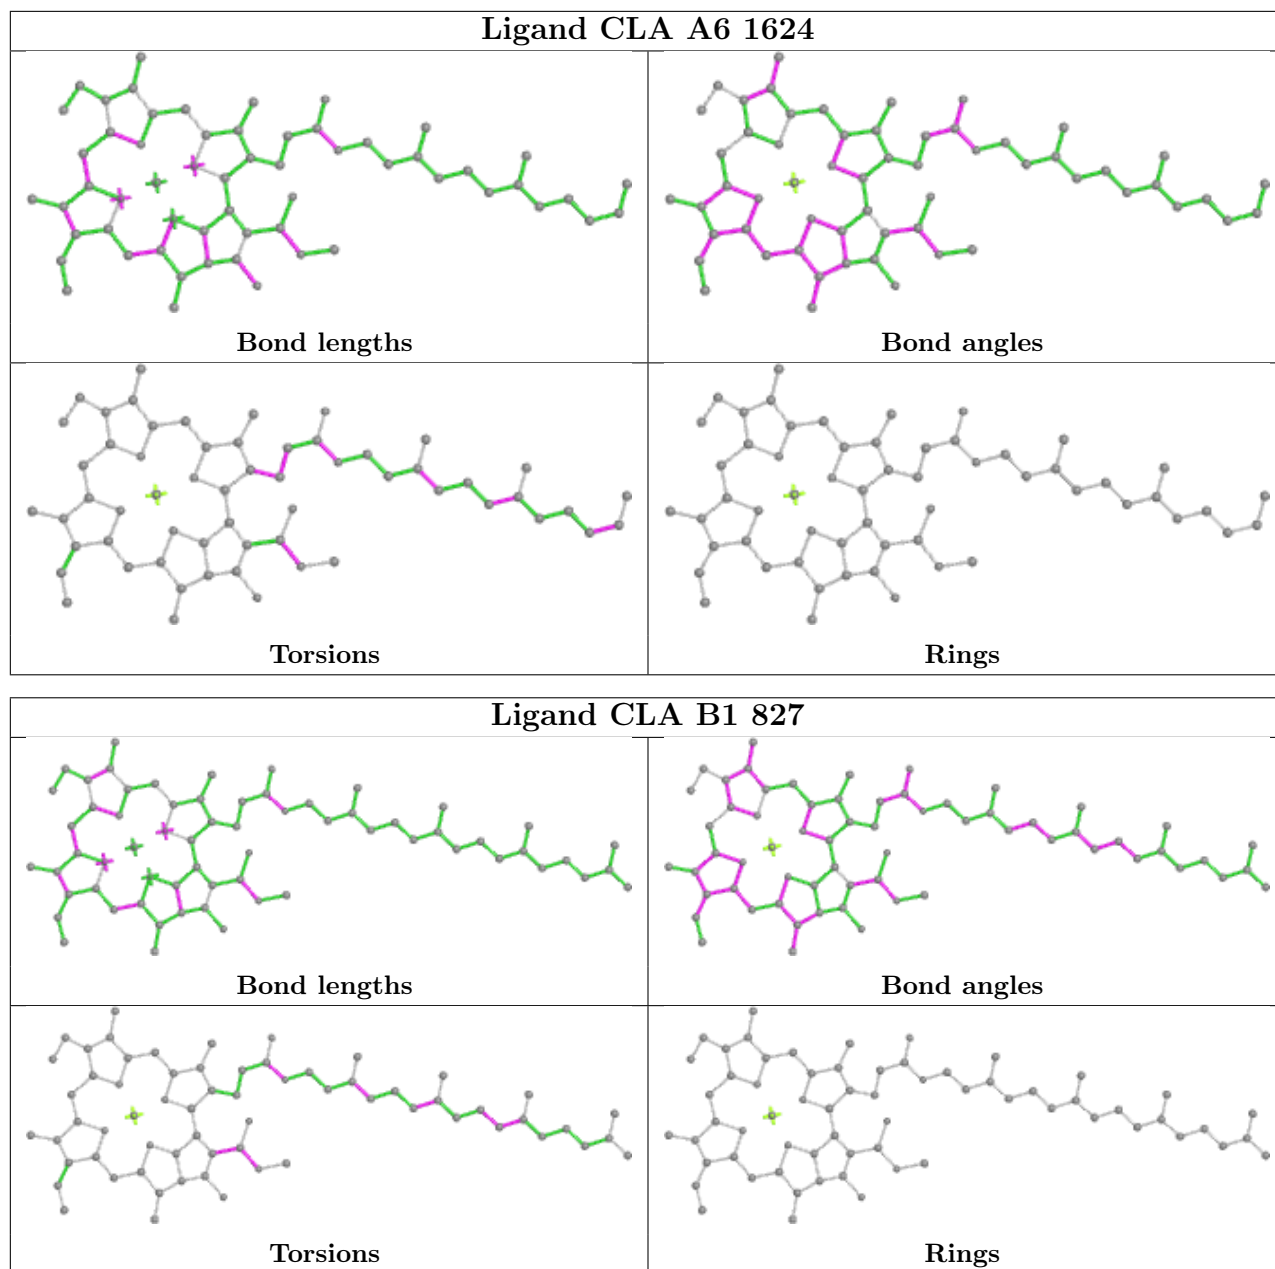 Ligand CLA A6 1624
Bond lengths
Bond angles
Torsions
Rings
Ligand CLA B1 827
Bond lengths
Bond angles
Torsions
Rings